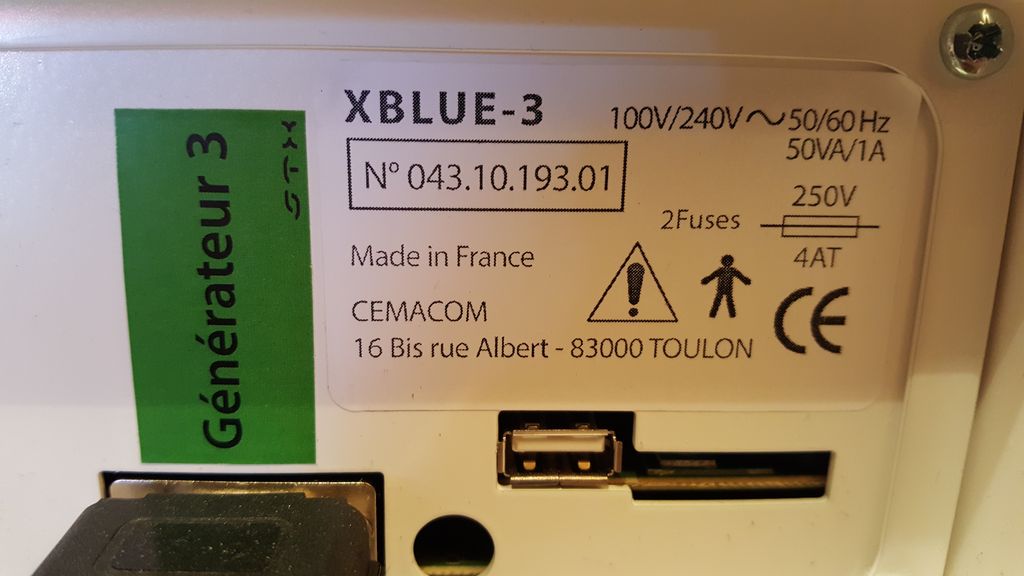 Générateur 3
XBLUE-3
100V/240V ~ 50/60 Hz
50VA/1A
N° 043.10.193.01
250V
2Fuses
4AT
Made in France
CEMACOM
CE
16 Bis rue Albert - 83000 TOULON